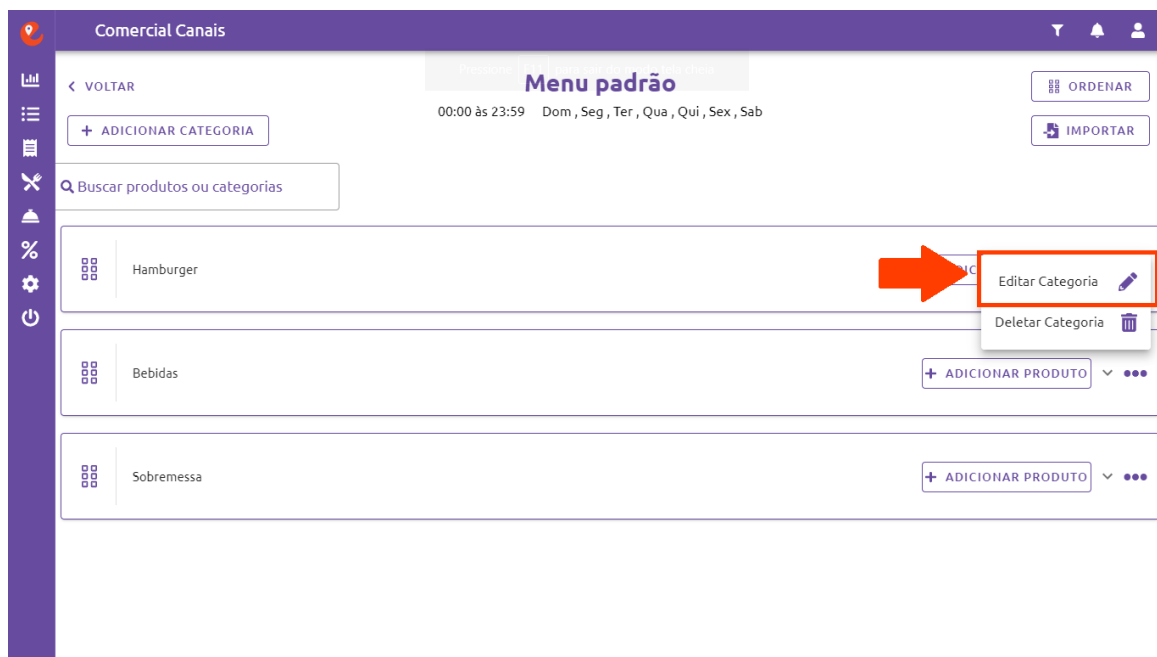 Comercial Canais
VOLTAR
Menu padrão
ORDENAR
00:00 às 23:59 Dom , Seg , Ter , Qua , Qui , Sex , Sab
+ ADICIONAR CATEGORIA
IMPORTAR
Buscar produtos ou categorias
Hamburger
Editar Categoria
Deletar Categoria
Bebidas
+ ADICIONAR PRODUTO
Sobremessa
+ ADICIONAR PRODUTO